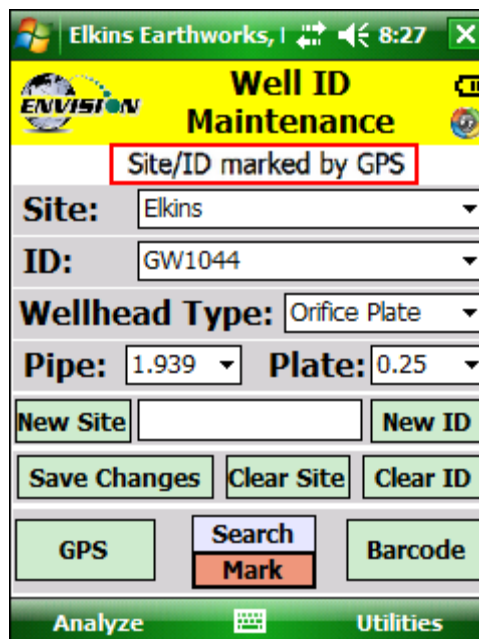 Elkins Earthworks, I 8:27
ENVISION
Well ID
Maintenance
Site/ID marked by GPS
Site: Elkins
ID: GW1044
Wellhead Type: Orifice Plate
Pipe: 1.939 Plate: 0.25
New Site New ID
Save Changes Clear Site Clear ID
GPS Search Barcode
Mark
Analyze Utilities